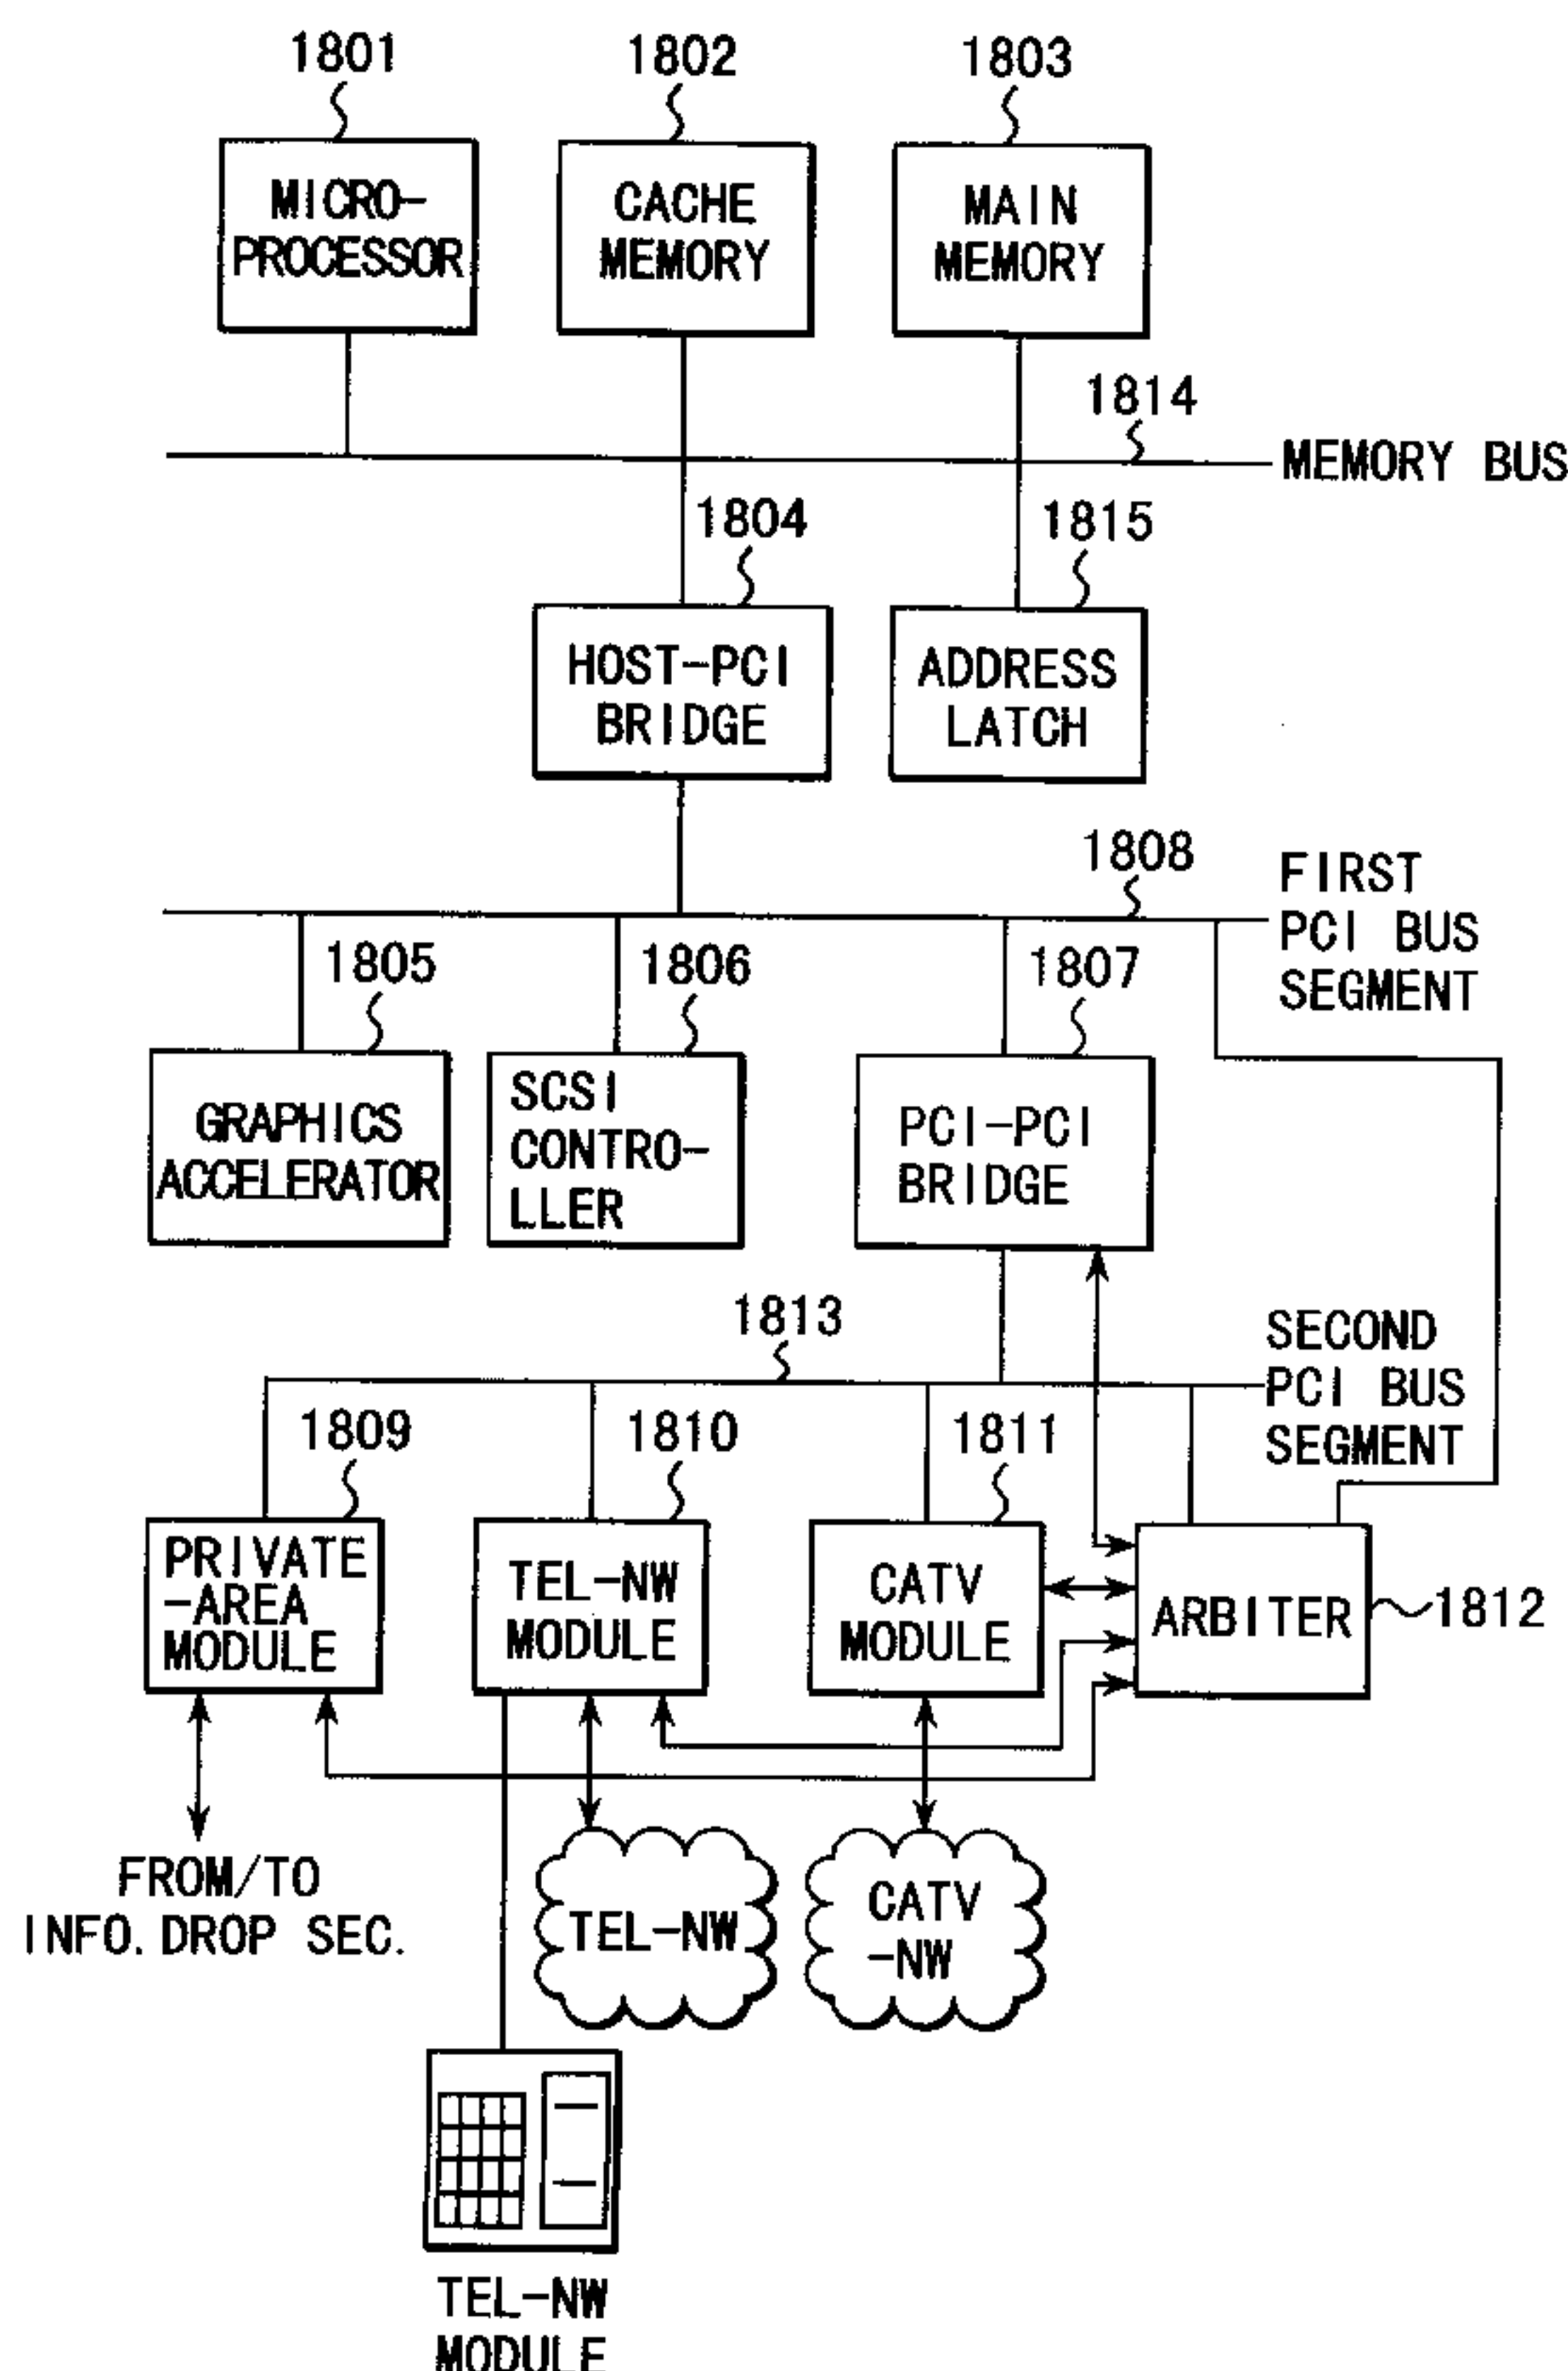 1801
1802
1803
MICRO-
PROCESSOR
CACHE
MEMORY
MAIN
MEMORY
1814
MEMORY BUS
1804
1815
HOST-PCI
BRIDGE
ADDRESS
LATCH
1808
FIRST
PCI BUS
SEGMENT
1805
1806
1807
GRAPHICS
ACCELERATOR
SCSI
CONTRO-
LLER
PCI-PCI
BRIDGE
1813
SECOND
PCI BUS
SEGMENT
1809
1810
1811
PRIVATE
-AREA
MODULE
TEL-NW
MODULE
CATV
MODULE
ARBITER
1812
FROM/TO
INFO. DROP SEC.
TEL-NW
CATV
-NW
TEL-NW
MODULE